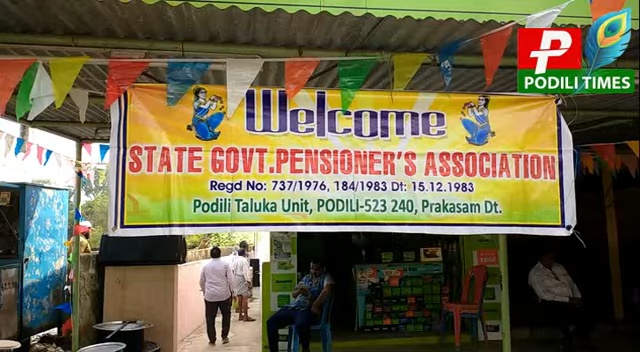 P
PODILI TIMES
Welcome
STATE GOVT.PENSIONER'S ASSOCIATION
Regd No: 737/1976, 184/1983 Dt: 15.12.1983
Podili Taluka Unit, PODILI-523 240, Prakasam Dt.